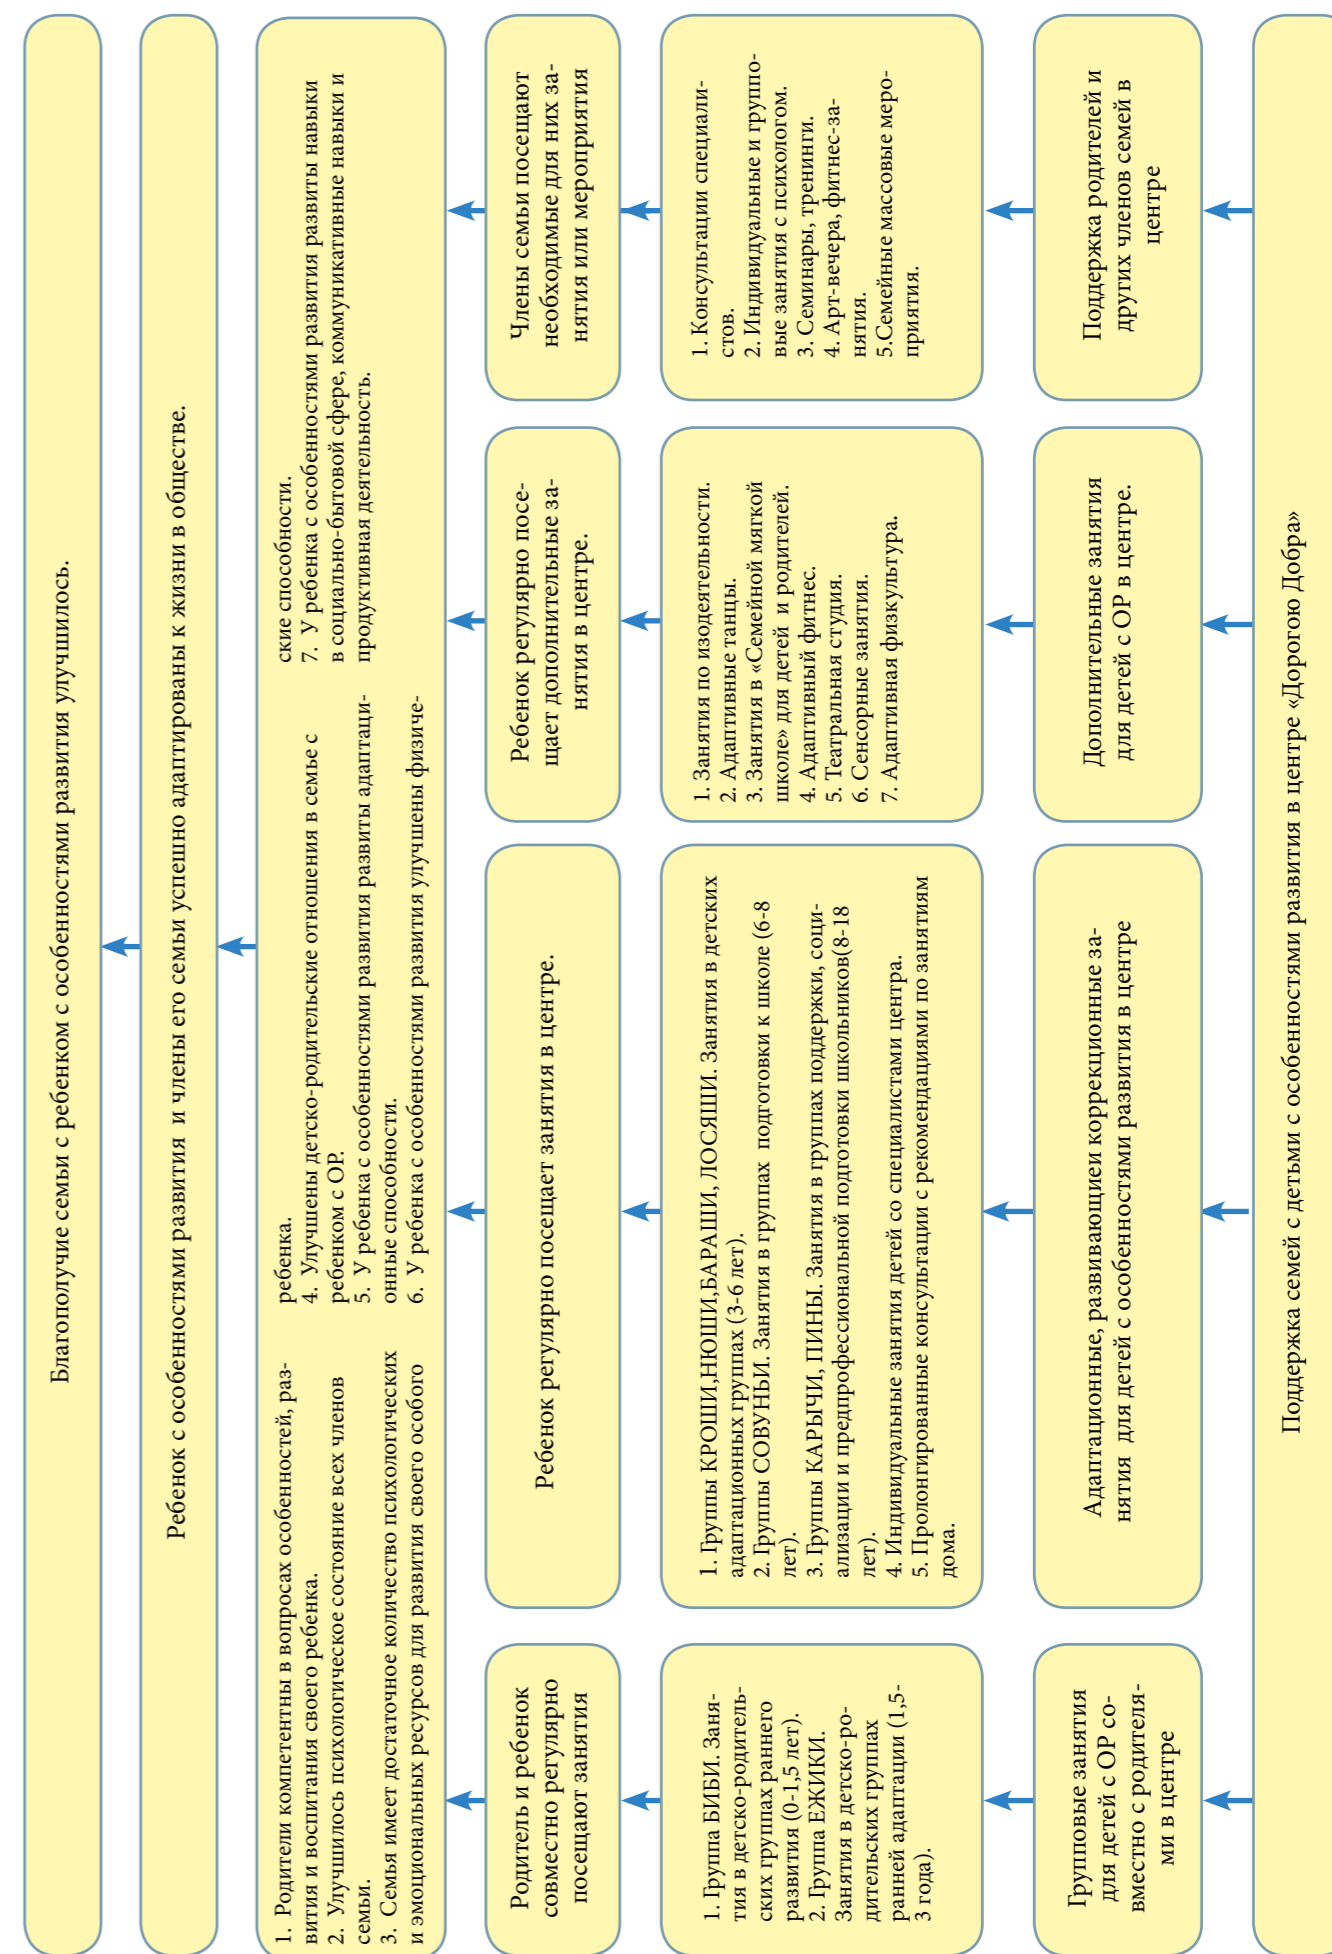 Благополучие семьи с ребенком с особенностями развития улучшилось.
Ребенок с особенностями развития и члены его семьи успешно адаптированы к жизни в обществе.
1. Родители компетентны в вопросах особенностей, раз-
вития и воспитания своего ребенка.
2. Улучшилось психологическое состояние всех членов
семьи.
3. Семья имеет достаточное количество психологических
и эмоциональных ресурсов для развития своего особого
ребенка.
4. Улучшены детско-родительские отношения в семье с
ребенком с ОР.
5. У ребенка с особенностями развития развиты адаптаци-
онные способности.
6. У ребенка с особенностями развития улучшены физиче-
ские способности.
7. У ребенка с особенностями развития развиты навыки
в социально-бытовой сфере, коммуникативные навыки и
продуктивная деятельность.
Родитель и ребенок
совместно регулярно
посещают занятия
Ребенок регулярно посещает занятия в центре.
Ребенок регулярно посе-
щает дополнительные за-
нятия в центре.
Члены семьи посещают
необходимые для них за-
нятия или мероприятия
1. Группа БИБИ. Заня-
тия в детско-родитель-
ских группах раннего
развития (0-1,5 лет).
2. Группа ЕЖИКИ.
Занятия в детско-ро-
дительских группах
ранней адаптации (1,5-
3 года).
1. Группы КРОШИ,НЮШИ,БАРАШИ, ЛОСЯШИ. Занятия в детских
адаптационных группах (3-6 лет).
2. Группы СОВУНЬИ. Занятия в группах подготовки к школе (6-8
лет).
3. Группы КАРЫЧИ, ПИНЫ. Занятия в группах поддержки, соци-
ализации и предпрофессиональной подготовки школьников(8-18
лет).
4. Индивидуальные занятия детей со специалистами центра.
5. Пролонгированные консультации с рекомендациями по занятиям
дома.
1. Занятия по изодеятельности.
2. Адаптивные танцы.
3. Занятия в «Семейной мягкой
школе» для детей и родителей.
4. Адаптивный фитнес.
5. Театральная студия.
6. Сенсорные занятия.
7. Адаптивная физкультура.
1. Консультации специали-
стов.
2. Индивидуальные и группо-
вые занятия с психологом.
3. Семинары, тренинги.
4. Арт-вечера, фитнес-за-
нятия.
5.Семейные массовые меро-
приятия.
Групповые занятия
для детей с ОР со-
вместно с родителя-
ми в центре
Адаптационные, развивающиеи коррекционные за-
нятия для детей с особенностями развития в центре
Дополнительные занятия
для детей с ОР в центре.
Поддержка родителей и
других членов семей в
центре
Поддержка семей с детьми с особенностями развития в центре «Дорогою Добра»